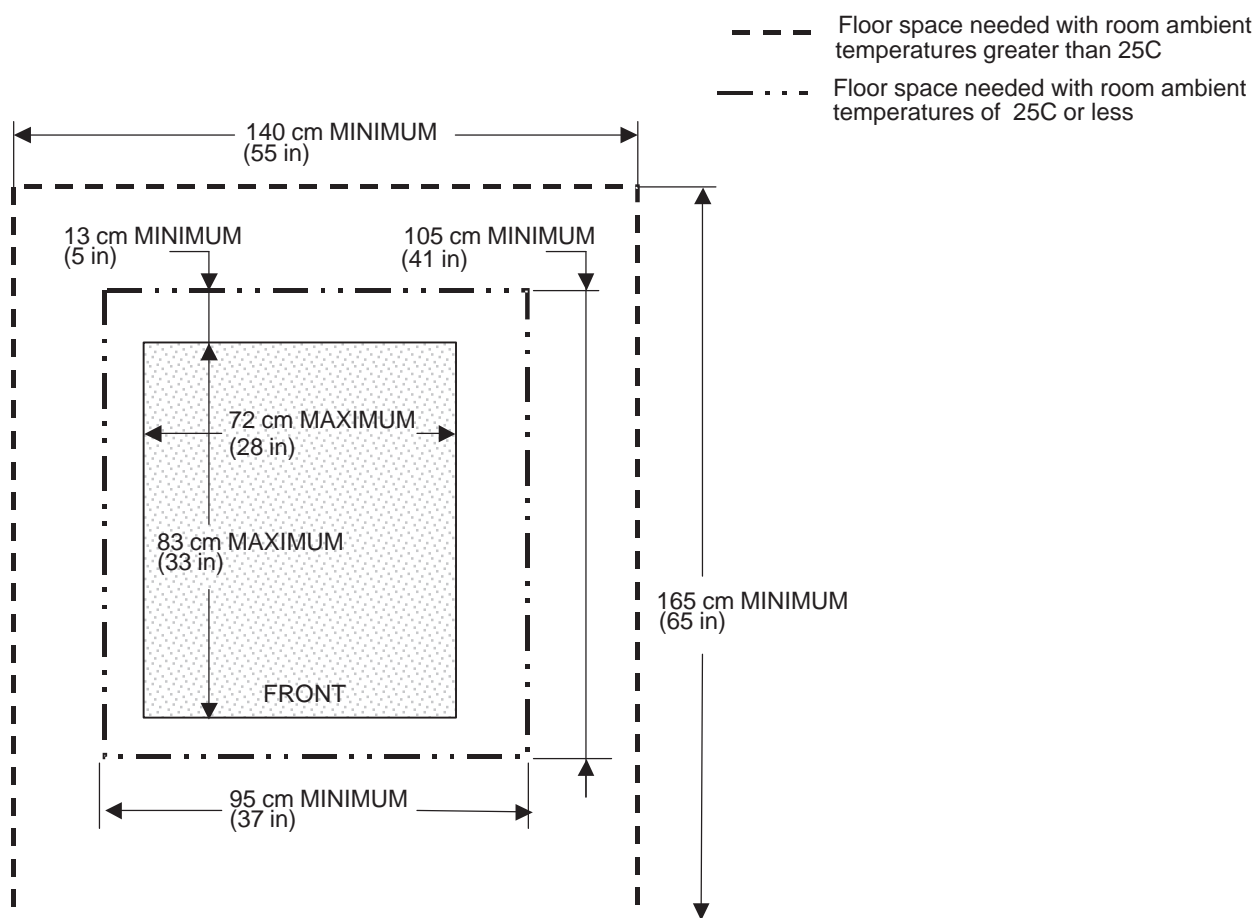 Floor space needed with room ambient
temperatures greater than 25C
Floor space needed with room ambient
temperatures of 25C or less
140 cm MINIMUM
(55 in)
13 cm MINIMUM
(5 in)
105 cm MINIMUM
(41 in)
72 cm MAXIMUM
(28 in)
83 cm MAXIMUM
(33 in)
165 cm MINIMUM
(65 in)
FRONT
95 cm MINIMUM
(37 in)